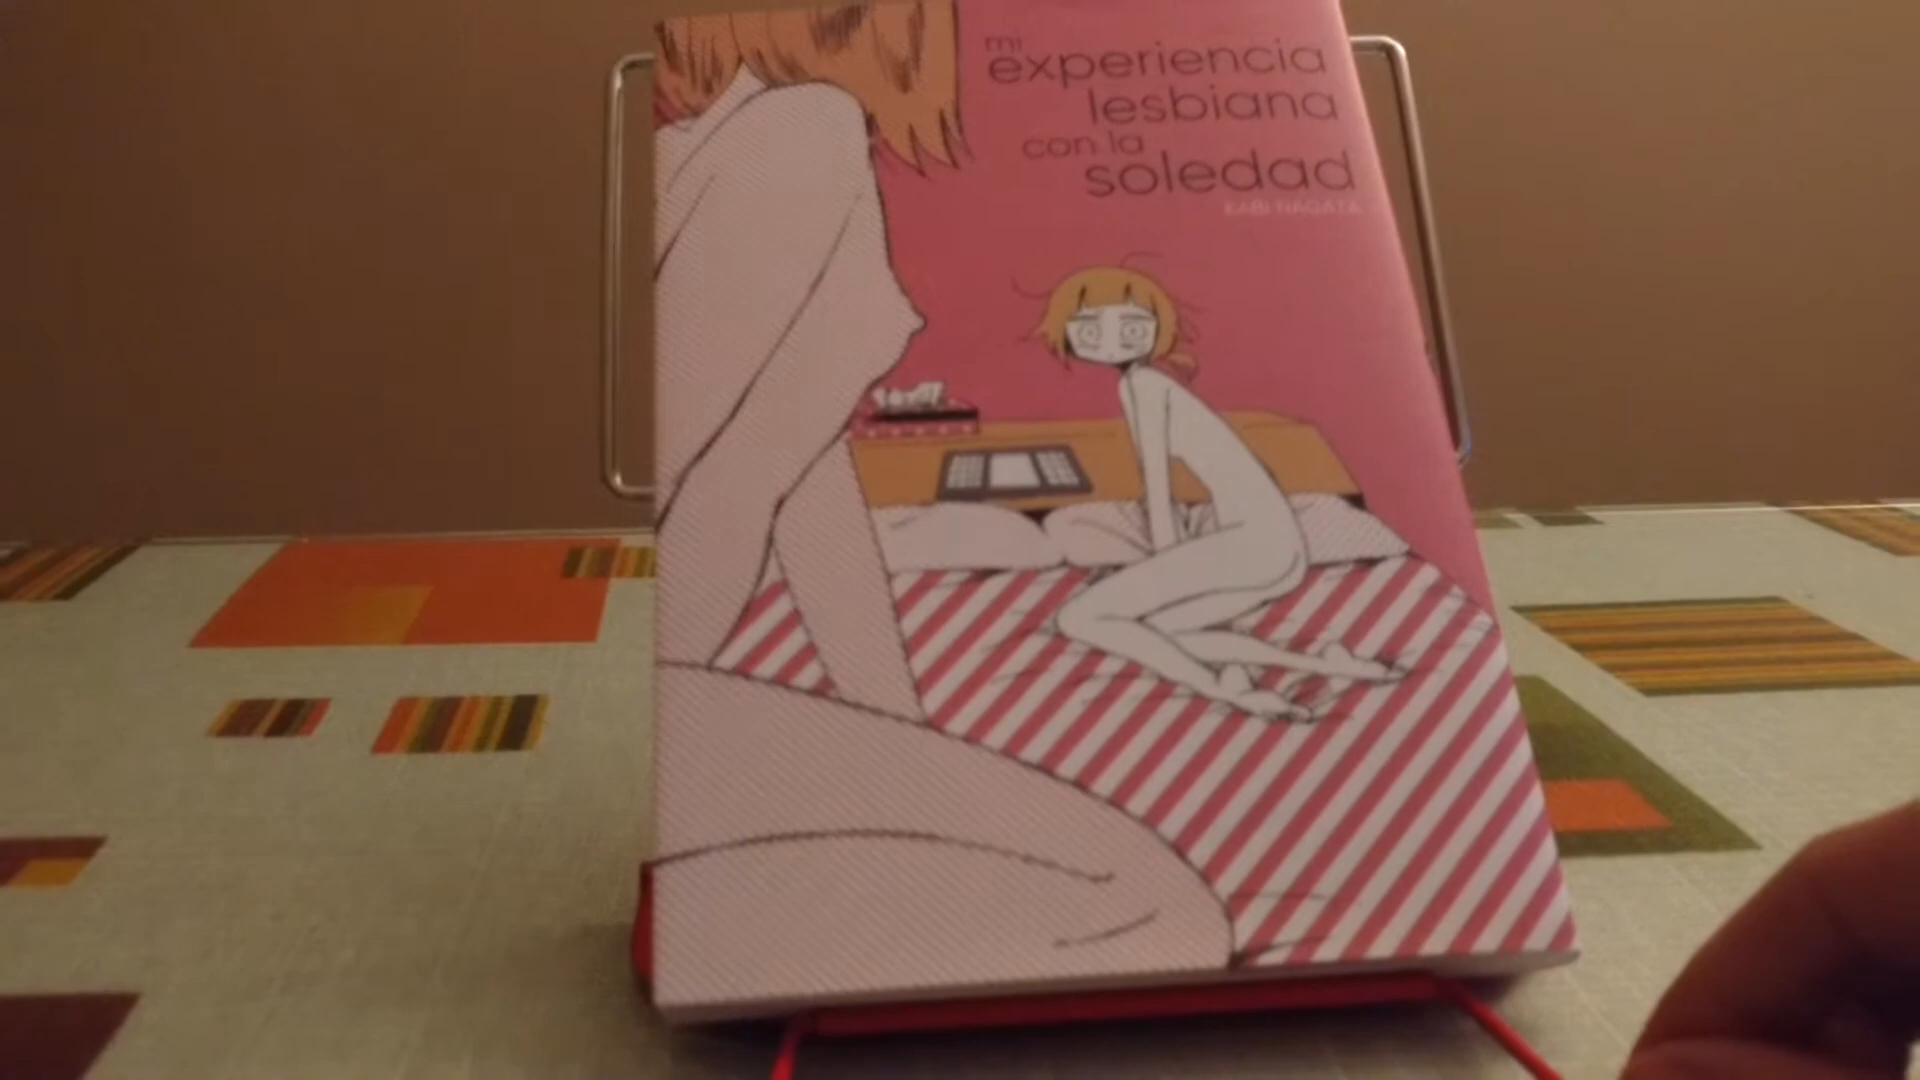 mi
experiencia
lesbiana
con la
soledad
KABI NAGATA